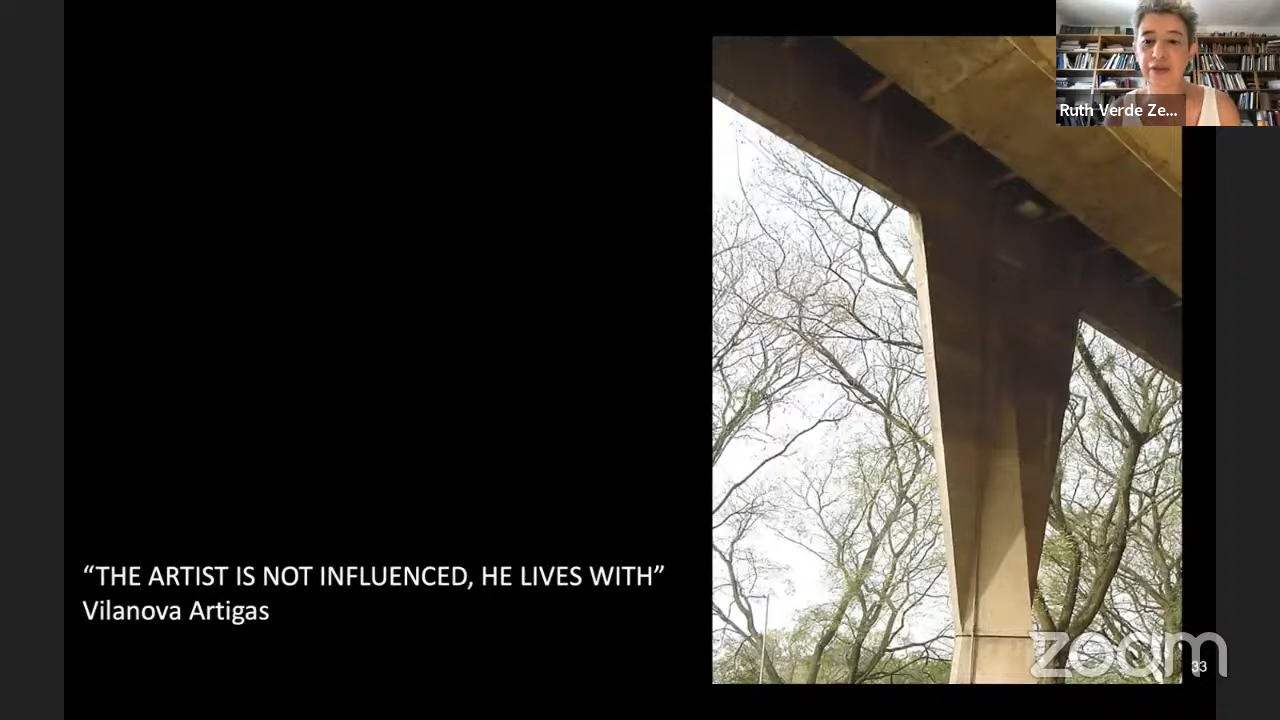 Ruth Verde Ze...
“THE ARTIST IS NOT INFLUENCED, HE LIVES WITH”
Vilanova Artigas
zoom
33